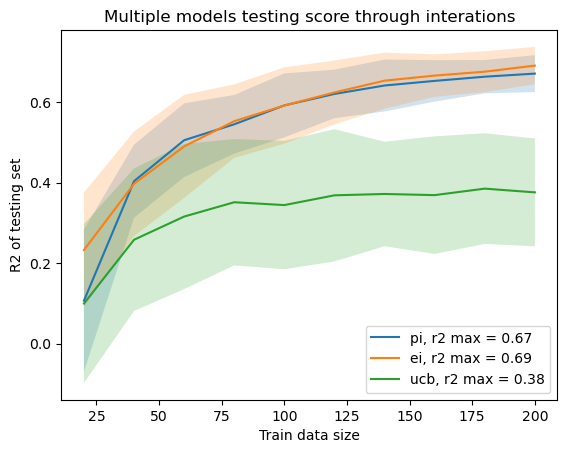 Multiple models testing score through interations
R2 of testing set
0.6
0.4
0.2
0.0
pi, r2 max = 0.67
ei, r2 max = 0.69
ucb, r2 max = 0.38
25 50 75 100 125 150 175 200
Train data size